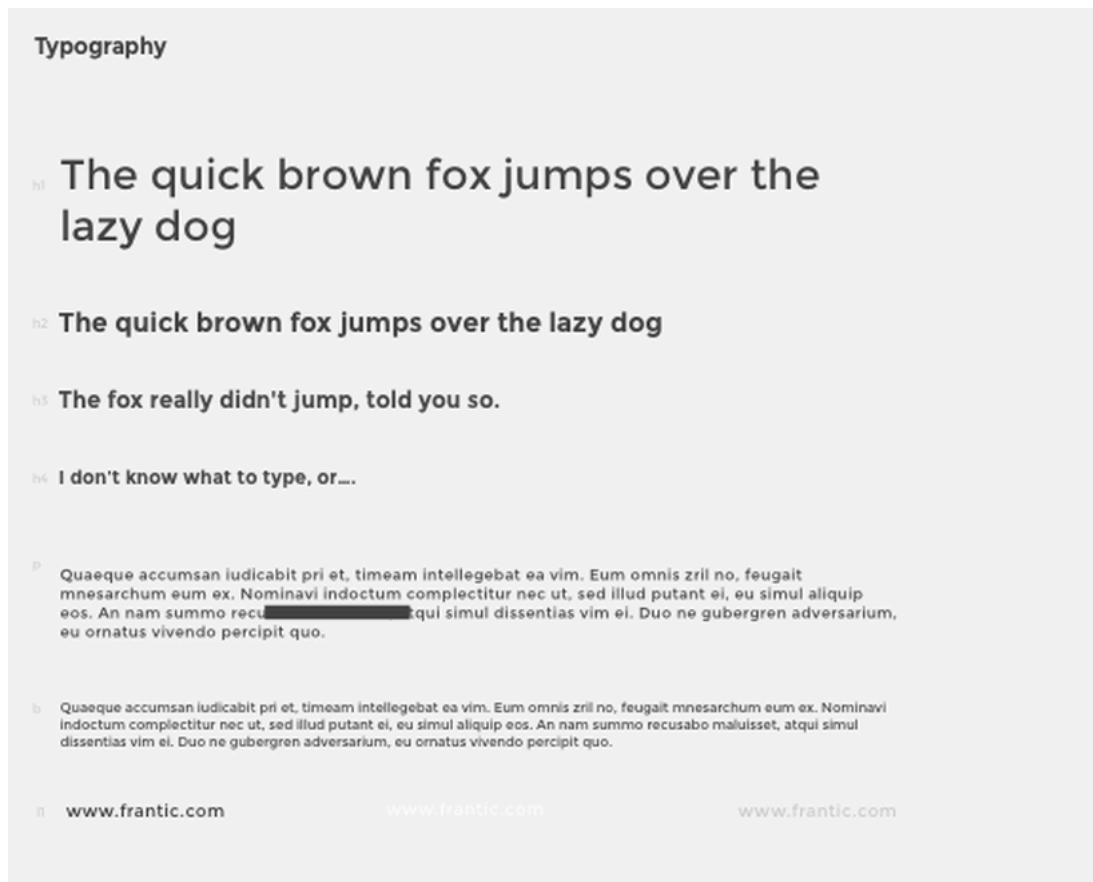 Typography
h1 The quick brown fox jumps over the
lazy dog
h2 The quick brown fox jumps over the lazy dog
h3 The fox really didn't jump, told you so.
h4 I don't know what to type, or....
p
Quaeque accumsan iudicabit pri et, timeam intellegebat ea vim. Eum omnis zril no, feugait
mnesarchum eum ex. Nominavi indoctum complectitur nec ut, sed illud putant ei, eu simul aliquip
eos. An nam summo simul dissentias vim ei. Duo ne gubergren adversarium,
eu ornatus vivendo percipit quo.
b Quaeque accumsan iudicabit pri et, timeam intellegebat ea vim. Eum omnis zril no, feugait mnesarchum eum ex. Nominavi
indoctum complectitur nec ut, sed illud putant ei, eu simul aliquip eos. An nam summo recusabo maluisset, atqui simul
dissentias vim ei. Duo ne gubergren adversarium, eu ornatus vivendo percipit quo.
www.frantic.com www.frantic.com www.frantic.com